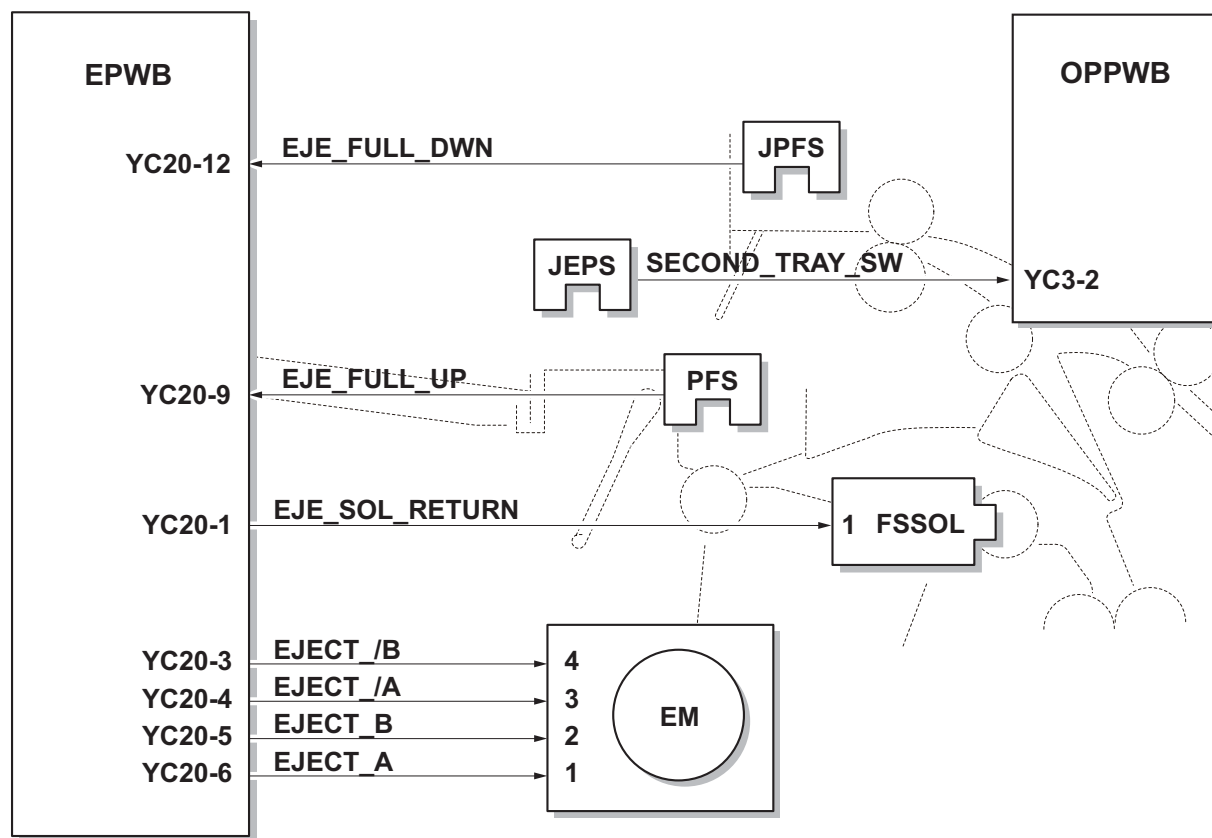 EPWB
OPPWB
YC20-12
EJE_FULL_DWN
JPFS
JEPS
SECOND_TRAY_SW
YC3-2
YC20-9
EJE_FULL_UP
PFS
YC20-1
EJE_SOL_RETURN
1
FSSOL
YC20-3
EJECT_/B
4
YC20-4
EJECT_/A
3
YC20-5
EJECT_B
2
YC20-6
EJECT_A
1
EM